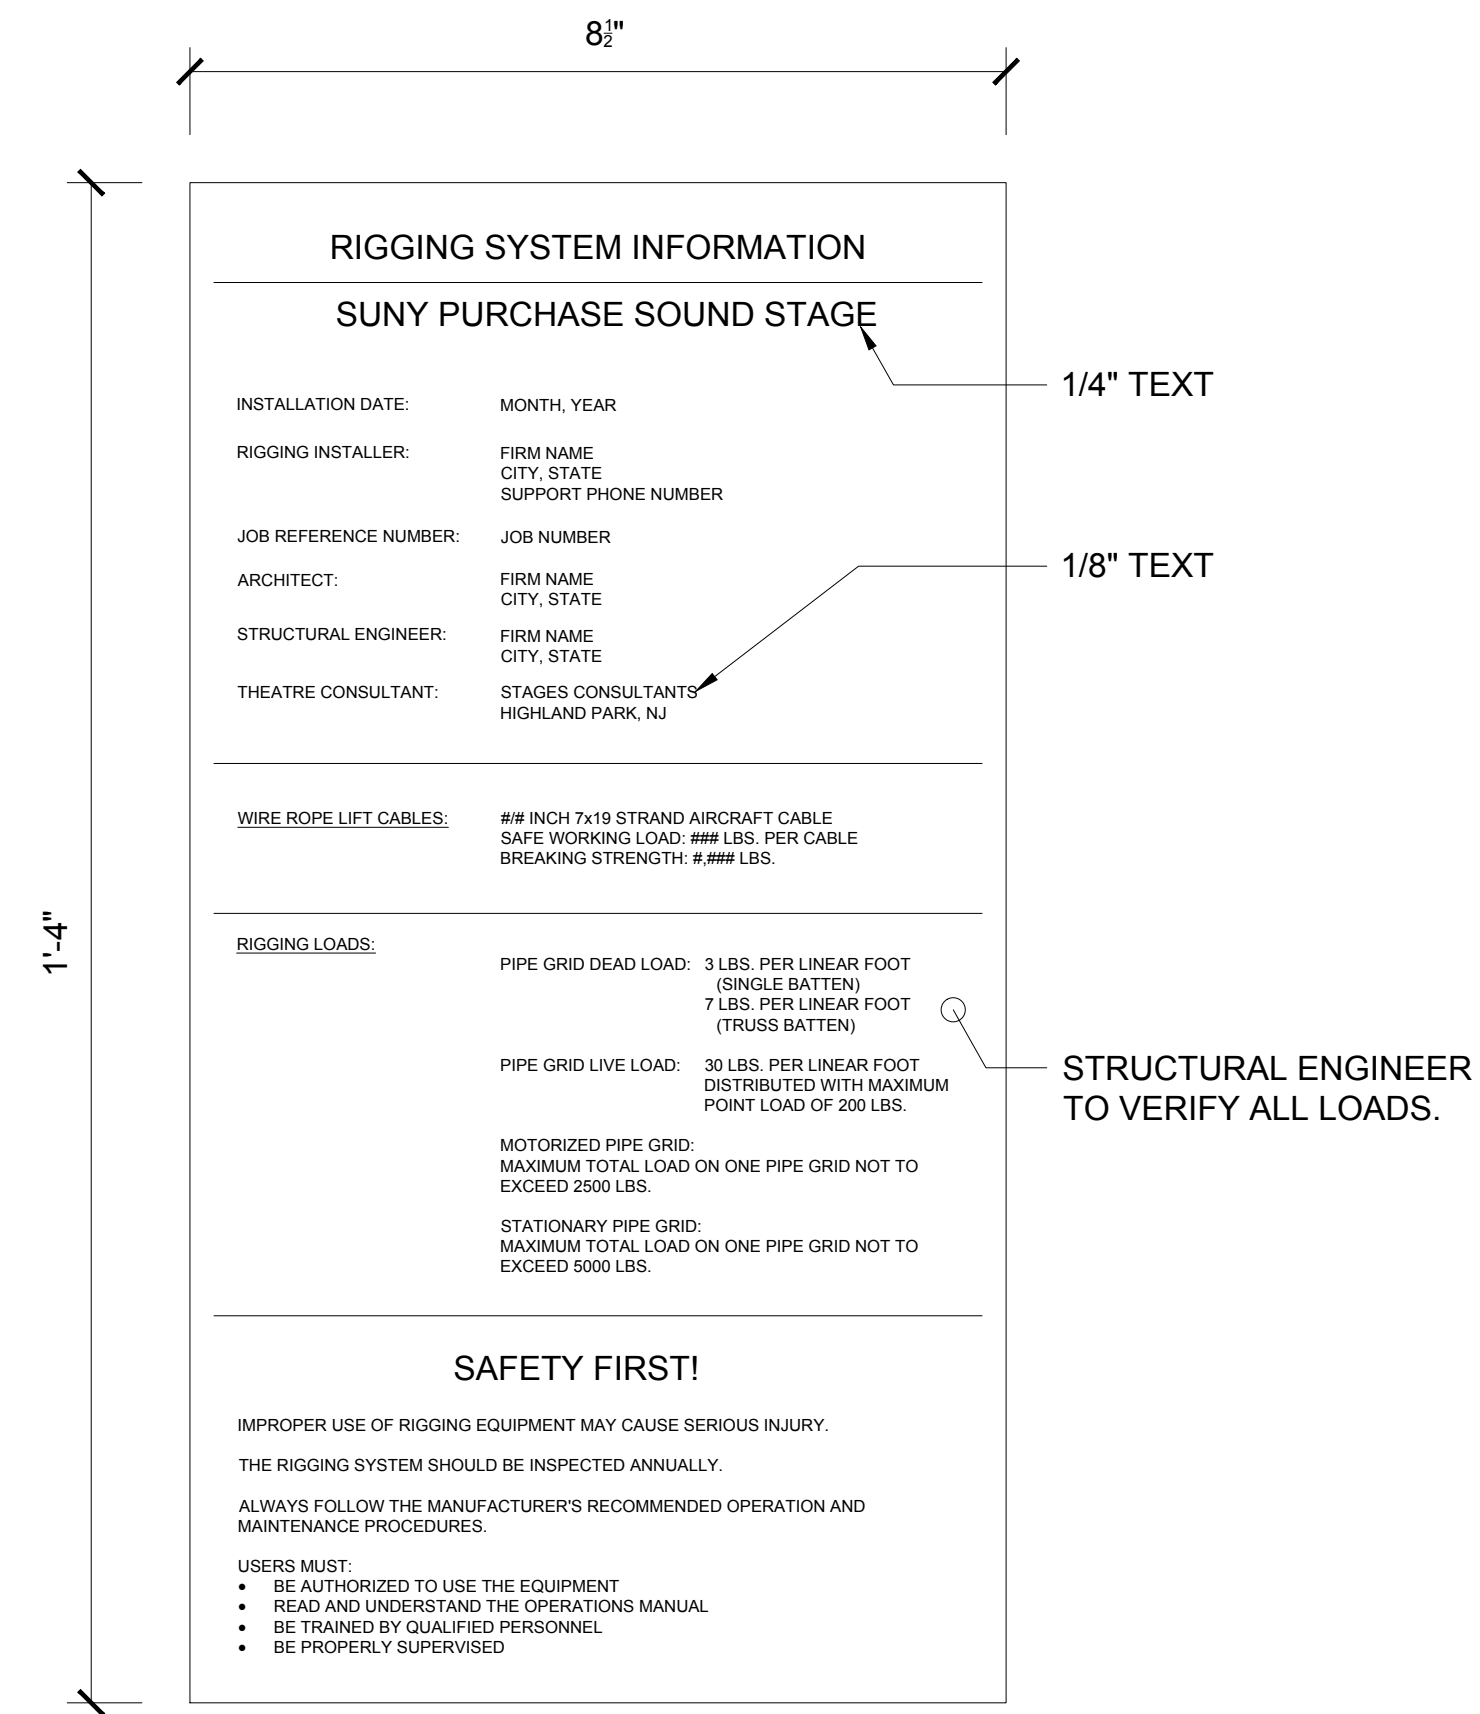 8½"
RIGGING SYSTEM INFORMATION
SUNY PURCHASE SOUND STAGE
1/4" TEXT
INSTALLATION DATE: MONTH, YEAR
RIGGING INSTALLER: FIRM NAME
CITY, STATE
SUPPORT PHONE NUMBER
JOB REFERENCE NUMBER: JOB NUMBER
1/8" TEXT
ARCHITECT: FIRM NAME
CITY, STATE
STRUCTURAL ENGINEER: FIRM NAME
CITY, STATE
THEATRE CONSULTANT: STAGES CONSULTANTS
HIGHLAND PARK, NJ
WIRE ROPE LIFT CABLES: #/# INCH 7x19 STRAND AIRCRAFT CABLE
SAFE WORKING LOAD: ### LBS. PER CABLE
BREAKING STRENGTH: #,### LBS.
1'-4"
RIGGING LOADS:
PIPE GRID DEAD LOAD: 3 LBS. PER LINEAR FOOT
(SINGLE BATTEN)
7 LBS. PER LINEAR FOOT
(TRUSS BATTEN)
PIPE GRID LIVE LOAD: 30 LBS. PER LINEAR FOOT
DISTRIBUTED WITH MAXIMUM
POINT LOAD OF 200 LBS.
STRUCTURAL ENGINEER
TO VERIFY ALL LOADS.
MOTORIZED PIPE GRID:
MAXIMUM TOTAL LOAD ON ONE PIPE GRID NOT TO
EXCEED 2500 LBS.
STATIONARY PIPE GRID:
MAXIMUM TOTAL LOAD ON ONE PIPE GRID NOT TO
EXCEED 5000 LBS.
SAFETY FIRST!
IMPROPER USE OF RIGGING EQUIPMENT MAY CAUSE SERIOUS INJURY.
THE RIGGING SYSTEM SHOULD BE INSPECTED ANNUALLY.
ALWAYS FOLLOW THE MANUFACTURER'S RECOMMENDED OPERATION AND
MAINTENANCE PROCEDURES.
USERS MUST:
• BE AUTHORIZED TO USE THE EQUIPMENT
• READ AND UNDERSTAND THE OPERATIONS MANUAL
• BE TRAINED BY QUALIFIED PERSONNEL
• BE PROPERLY SUPERVISED